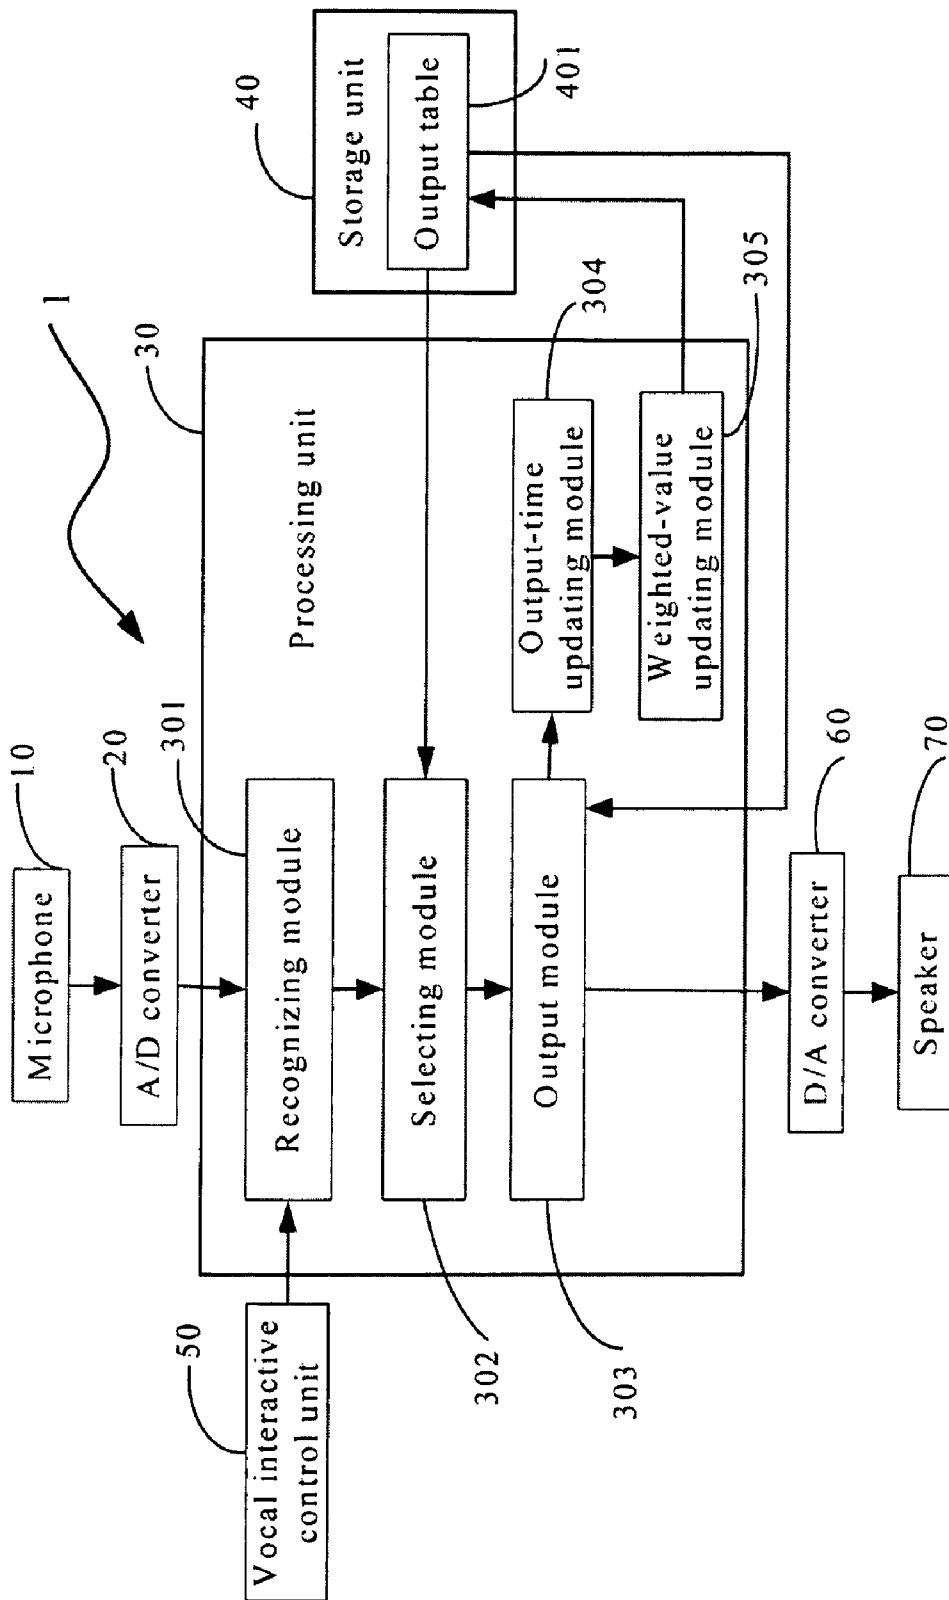 1
10
Microphone
20
A/D converter
30
Processing unit
301
Recognizing module
50
Vocal interactive
control unit
Selecting module
302
Output module
303
Output-time
updating module
304
Weighted-value
updating module
305
40
Storage unit
Output table
401
D/A converter
60
Speaker
70